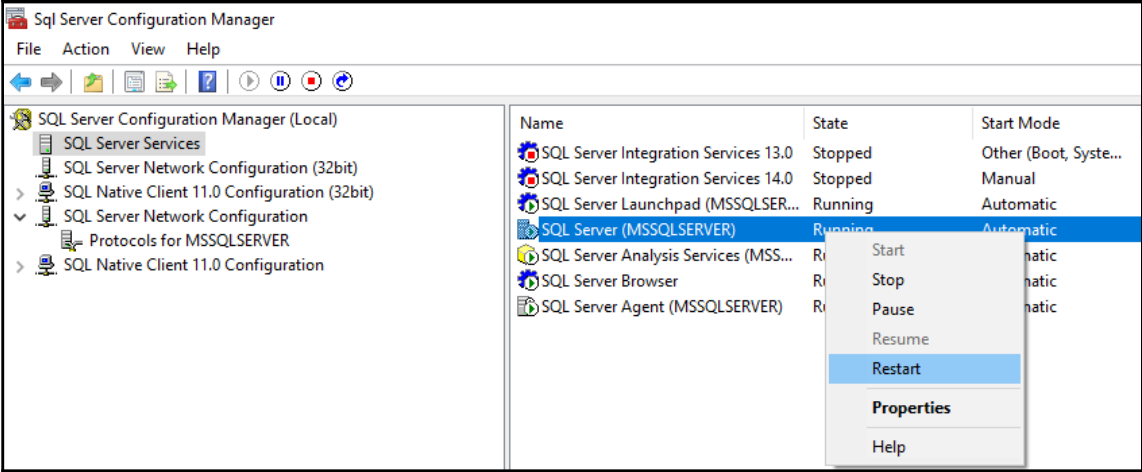 Sql Server Configuration Manager
File Action View Help
SQL Server Configuration Manager (Local)
SQL Server Services
SQL Server Network Configuration (32bit)
SQL Native Client 11.0 Configuration (32bit)
SQL Server Network Configuration
Protocols for MSSQLSERVER
SQL Native Client 11.0 Configuration
Name State Start Mode
SQL Server Integration Services 13.0 Stopped Other (Boot, Syste...
SQL Server Integration Services 14.0 Stopped Manual
SQL Server Launchpad (MSSQLSER... Running Automatic
SQL Server (MSSQLSERVER) Running Automatic
SQL Server Analysis Services (MSS...
SQL Server Browser
SQL Server Agent (MSSQLSERVER)
Start
Stop
Pause
Resume
Restart
Properties
Help